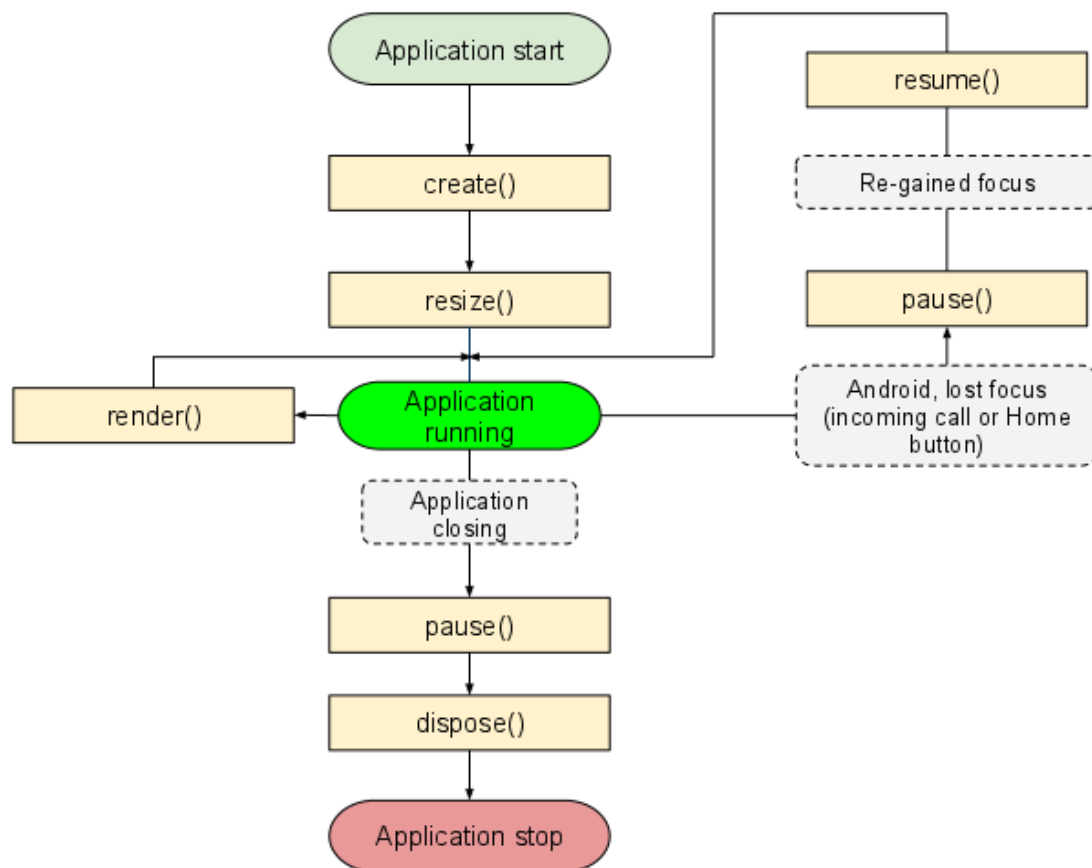 Application start
create()
resize()
render()
Application
running
Application
closing
pause()
dispose()
Application stop
resume()
Re-gained focus
pause()
Android, lost focus
(incoming call or Home
button)